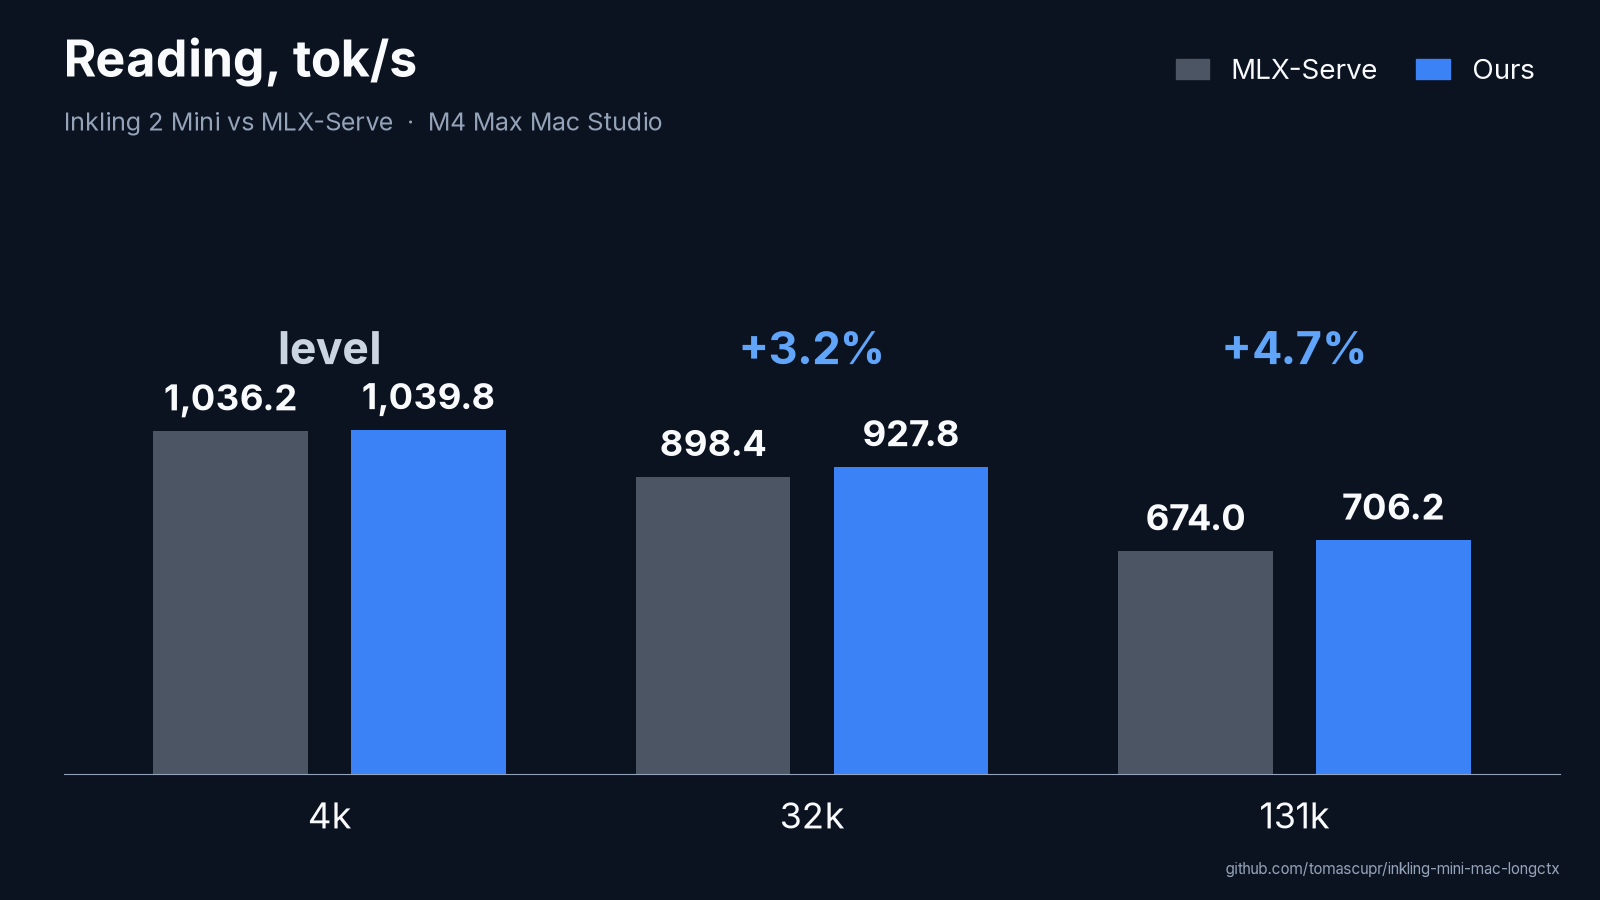 Reading, tok/s
MLX-Serve
Ours
Inkling 2 Mini vs MLX-Serve · M4 Max Mac Studio
level
+3.2%
+4.7%
1,036.2
1,039.8
898.4
927.8
674.0
706.2
4k
32k
131k
github.com/tomascupr/inkling-mini-mac-longctx